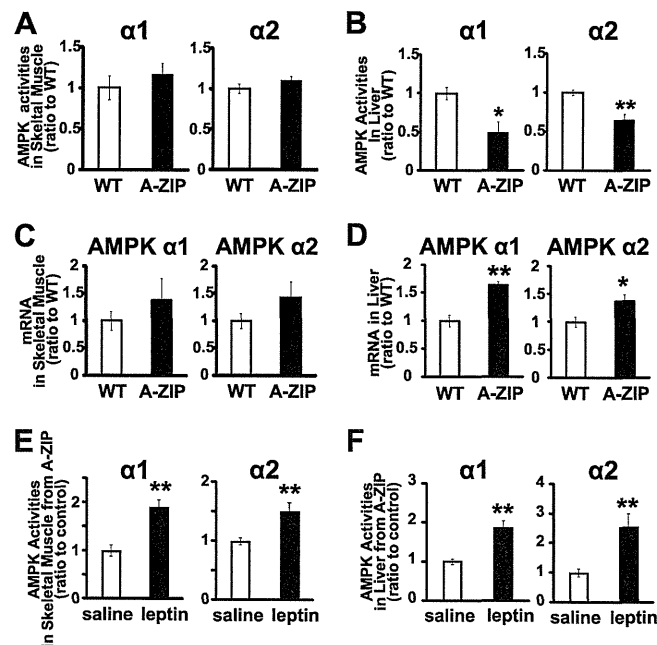 A
α1
α2
AMPK activities
in Skeltal Muscle
(ratio to WT)
1.5
1
0.5
0
WT A-ZIP
1.5
1
0.5
0
WT A-ZIP
B
α1
α2
AMPK Activities
In Liver
(ratio to WT)
1.5
1
0.5
0
*
WT A-ZIP
1.5
1
0.5
0
**
WT A-ZIP
C
AMPK α1
AMPK α2
mRNA
in Skeletal Muscle
(ratio to WT)
2
1.5
1
0.5
0
WT A-ZIP
2
1.5
1
0.5
0
WT A-ZIP
D
AMPK α1
AMPK α2
mRNA in Liver
(ratio to WT)
2
1.5
1
0.5
0
**
WT A-ZIP
2
1.5
1
0.5
0
*
WT A-ZIP
E
α1
α2
AMPK Activities
in Skeletal Muscle from A-ZIP
(ratio to control)
2
1
0
**
saline leptin
2
1
0
**
saline leptin
F
α1
α2
AMPK Activities
in Liver from A-ZIP
(ratio to control)
3
2
1
0
**
saline leptin
4
3
2
1
0
**
saline leptin